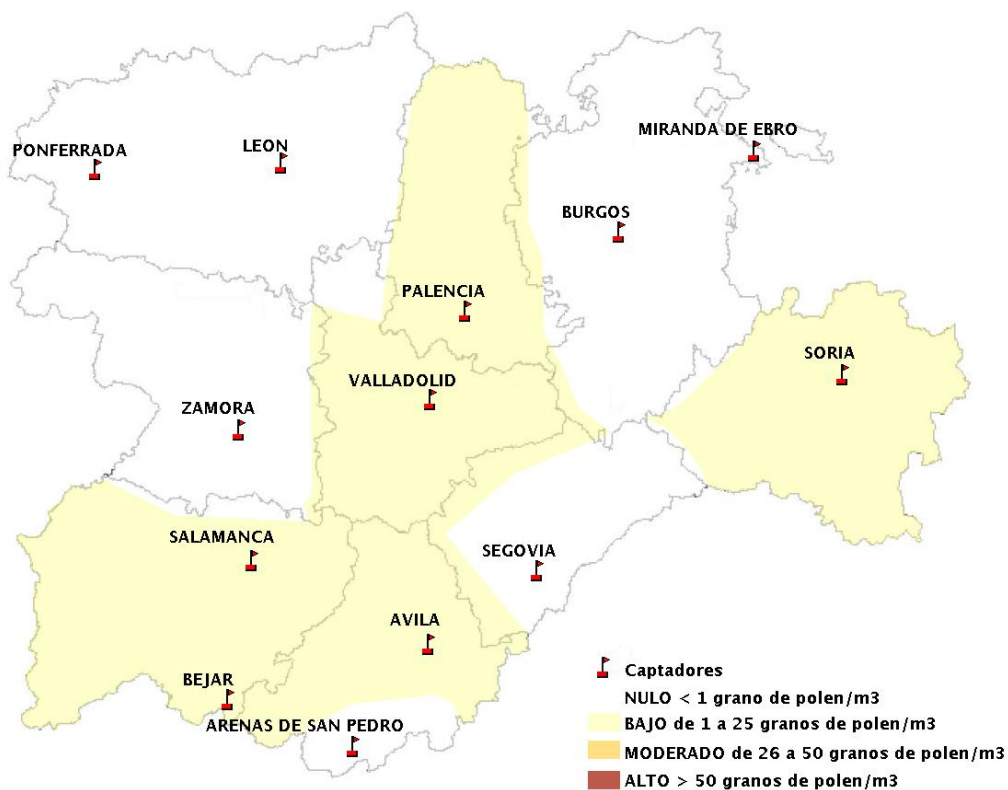 MIRANDA DE EBRO
PONFERRADA
LEON
BURGOS
PALENCIA
SORIA
VALLADOLID
ZAMORA
SALAMANCA
SEGOVIA
AVILA
BEJAR
ARENAS DE SAN PEDRO
Captadores
NULO < 1 grano de polen/m3
BAJO de 1 a 25 granos de polen/m3
MODERADO de 26 a 50 granos de polen/m3
ALTO > 50 granos de polen/m3